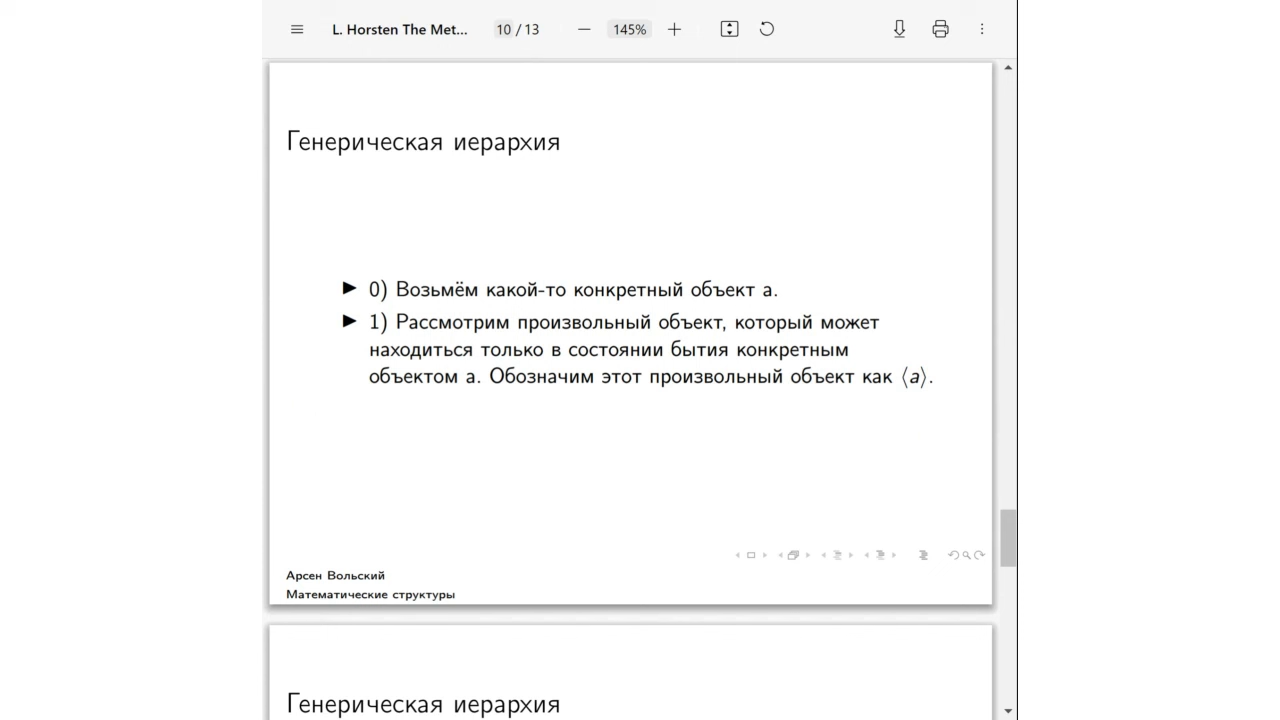 L. Horsten The Met...
10 / 13
145%
Генерическая иерархия
0) Возьмём какой-то конкретный объект a.
1) Рассмотрим произвольный объект, который может
находиться только в состоянии бытия конкретным
объектом a. Обозначим этот произвольный объект как ⟨a⟩.
Арсен Вольский
Математические структуры
Генерическая иерархия